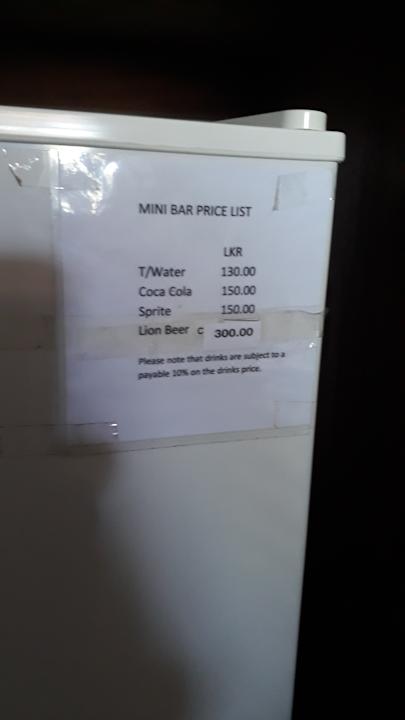 MINI BAR PRICE LIST
LKR
T/Water 130.00
Coca Cola 150.00
Sprite 150.00
Lion Beer c 300.00
Please note that drinks are subject to a
payable 10% on the drinks price.